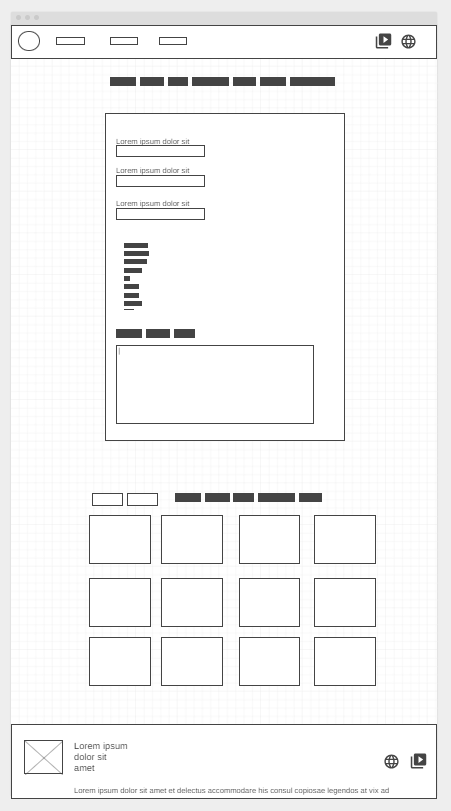 Lorem ipsum dolor sit
Lorem ipsum dolor sit
Lorem ipsum dolor sit
Lorem ipsum
dolor sit
amet
Lorem ipsum dolor sit amet et delectus accommodare his consul copiosae legendos at vix ad